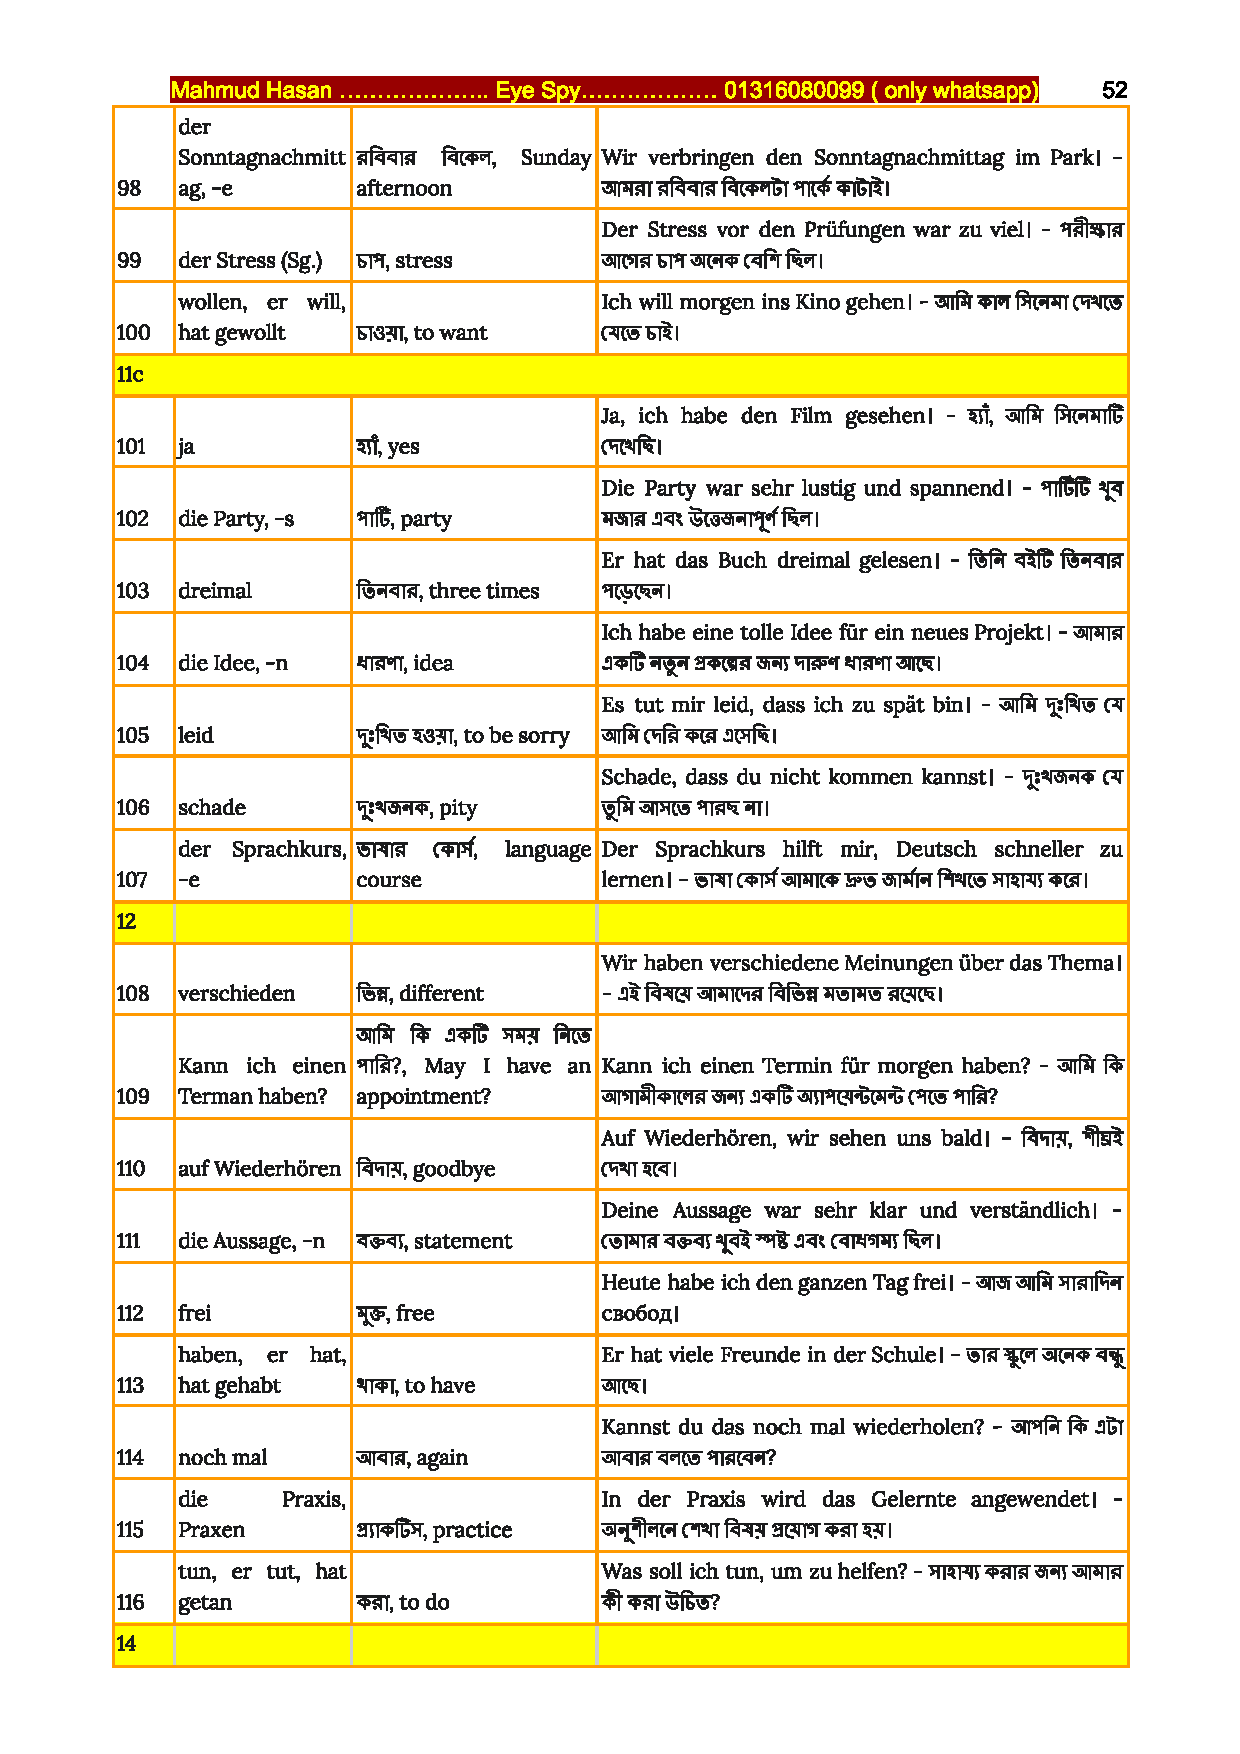 Mahmud Hasan ……………….. Eye Spy……………… 01316080099 ( only whatsapp) 52
der
Sonntagnachmitt রবিবার বিকেল, Sunday Wir verbringen den Sonntagnachmittag im Park। -
98 ag, -e afternoon আমরা রবিবার বিকেলটা পার্কে কাটাই।
Der Stress vor den Prüfungen war zu viel। - পরীক্ষার
99 der Stress (Sg.) চাপ, stress আগের চাপ অনেক বেশি ছিল।
wollen, er will, Ich will morgen ins Kino gehen। - আমি কাল সিনেমা দেখতে
100 hat gewollt চাওয়া, to want যেতে চাই।
11c
Ja, ich habe den Film gesehen। - হ্যাঁ, আমি সিনেমাটি
101 ja হ্যাঁ, yes দেখেছি।
Die Party war sehr lustig und spannend। - পার্টিটি খুব
102 die Party, -s পার্টি, party মজার এবং উত্তেজনাপূর্ণ ছিল।
Er hat das Buch dreimal gelesen। - তিনি বইটি তিনবার
103 dreimal তিনবার, three times পড়েছেন।
Ich habe eine tolle Idee für ein neues Projekt। - আমার
104 die Idee, -n ধারণা, idea একটি নতুন প্রকল্পের জন্য দারুণ ধারণা আছে।
Es tut mir leid, dass ich zu spät bin। - আমি দুঃখিত যে
105 leid দুঃখিত হওয়া, to be sorry আমি দেরি করে এসেছি।
Schade, dass du nicht kommen kannst। - দুঃখজনক যে
106 schade দুঃখজনক, pity তুমি আসতে পারছ না।
der Sprachkurs, ভাষার কোর্স, language Der Sprachkurs hilft mir, Deutsch schneller zu
107 -e course lernen। - ভাষা কোর্স আমাকে দ্রুত জার্মান শিখতে সাহায্য করে।
12
Wir haben verschiedene Meinungen über das Thema।
108 verschieden ভিন্ন, different - এই বিষয়ে আমাদের বিভিন্ন মতামত রয়েছে।
আমি কি একটি সময় নিতে
Kann ich einen পারি?, May I have an Kann ich einen Termin für morgen haben? - আমি কি
109 Terman haben? appointment? আগামীকালের জন্য একটি অ্যাপয়েন্টমেন্ট পেতে পারি?
Auf Wiederhören, wir sehen uns bald। - বিদায়, শীঘ্রই
110 auf Wiederhören বিদায়, goodbye দেখা হবে।
Deine Aussage war sehr klar und verständlich। -
111 die Aussage, -n বক্তব্য, statement তোমার বক্তব্য খুবই স্পষ্ট এবং বোধগম্য ছিল।
Heute habe ich den ganzen Tag frei। - আজ আমি সারাদিন
112 frei মুক্ত, free свобод।
haben, er hat, Er hat viele Freunde in der Schule। - তার স্কুলে অনেক বন্ধু
113 hat gehabt থাকা, to have আছে।
Kannst du das noch mal wiederholen? - আপনি কি এটা
114 noch mal আবার, again আবার বলতে পারবেন?
die Praxis, In der Praxis wird das Gelernte angewendet। -
115 Praxen প্র্যাকটিস, practice অনুশীলনে শেখা বিষয় প্রয়োগ করা হয়।
tun, er tut, hat Was soll ich tun, um zu helfen? - সাহায্য করার জন্য আমার
116 getan করা, to do কী করা উচিত?
14